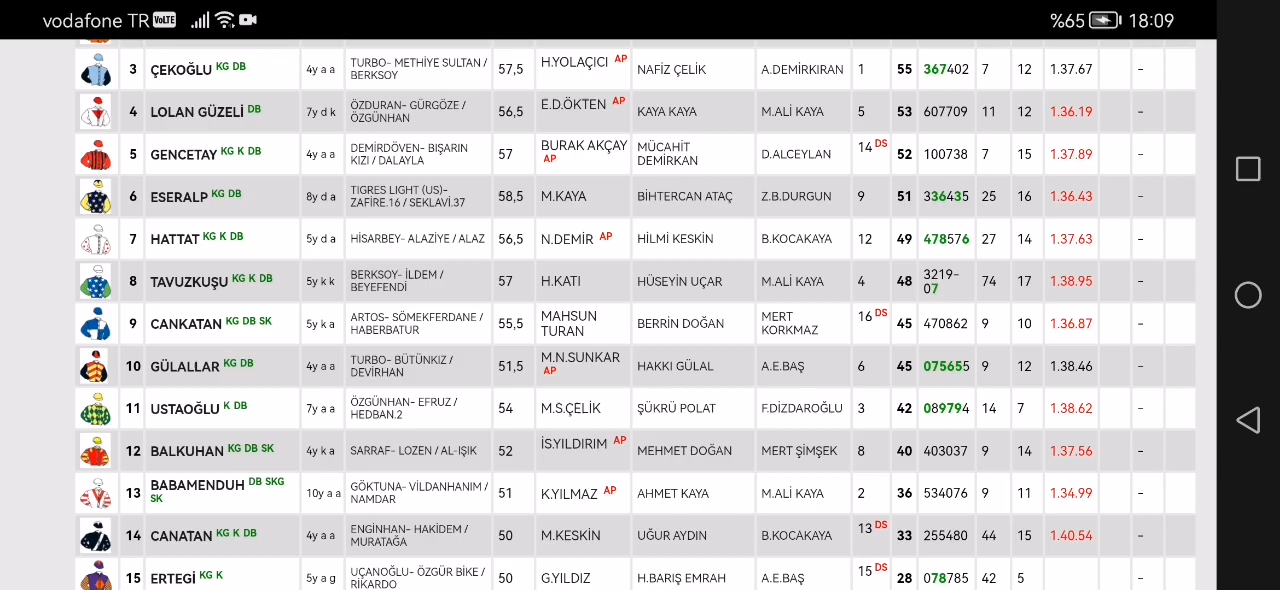 vodafone TR VoLTE %65 18:09
3 ÇEKOĞLU KG DB 4y a a TURBO- METHİYE SULTAN / BERKSOY 57,5 H.YOLAÇICI AP NAFİZ ÇELİK A.DEMİRKIRAN 1 55 367402 7 12 1.37.67 -
4 LOLAN GÜZELİ DB 7y d k ÖZDURAN- GÜRGÖZE / ÖZGÜNHAN 56,5 E.D.ÖKTEN AP KAYA KAYA M.ALİ KAYA 5 53 607709 11 12 1.36.19 -
5 GENCETAY KG K DB 4y a a DEMİRDÖVEN- BIŞARIN KIZI / DALAYLA 57 BURAK AKÇAY AP MÜCAHİT DEMİRKAN D.ALCEYLAN 14 DS 52 100738 7 15 1.37.89 -
6 ESERALP KG DB 8y d a TIGRES LIGHT (US)- ZAFİRE.16 / SEKLAVİ.37 58,5 M.KAYA BİHTERCAN ATAÇ Z.B.DURGUN 9 51 336435 25 16 1.36.43 -
7 HATTAT KG K DB 5y d a HİSARBEY- ALAZİYE / ALAZ 56,5 N.DEMİR AP HİLMİ KESKİN B.KOCAKAYA 12 49 478576 27 14 1.37.63 -
8 TAVUZKUŞU KG K DB 5y k k BERKSOY- İLDEM / BEYEFENDİ 57 H.KATI HÜSEYİN UÇAR M.ALİ KAYA 4 48 3219-07 74 17 1.38.95 -
9 CANKATAN KG DB SK 5y k a ARTOS- SÖMEKFERDANE / HABERBATUR 55,5 MAHSUN TURAN BERRİN DOĞAN MERT KORKMAZ 16 DS 45 470862 9 10 1.36.87 -
10 GÜLALLAR KG DB 4y a a TURBO- BÜTÜNKIZ / DEVİRHAN 51,5 M.N.SUNKAR AP HAKKI GÜLAL A.E.BAŞ 6 45 075655 9 12 1.38.46 -
11 USTAOĞLU K DB 7y a a ÖZGÜNHAN- EFRUZ / HEDBAN.2 54 M.S.ÇELİK ŞÜKRÜ POLAT F.DİZDAROĞLU 3 42 089794 14 7 1.38.62 -
12 BALKUHAN KG DB SK 4y k a SARRAF- LOZEN / AL-IŞIK 52 İS.YILDIRIM AP MEHMET DOĞAN MERT ŞİMŞEK 8 40 403037 9 14 1.37.56 -
13 BABAMENDUH DB SKG SK 10y a a GÖKTUNA- VİLDANHANIM / NAMDAR 51 K.YILMAZ AP AHMET KAYA M.ALİ KAYA 2 36 534076 9 11 1.34.99 -
14 CANATAN KG K DB 4y a a ENGİNHAN- HAKİDEM / MURATAĞA 50 M.KESKİN UĞUR AYDIN B.KOCAKAYA 13 DS 33 255480 44 15 1.40.54 -
15 ERTEGİ KG K 5y a g UÇANOĞLU- ÖZGÜR BİKE / RİKARDO 50 G.YILDIZ H.BARIŞ EMRAH A.E.BAŞ 15 DS 28 078785 42 5 -